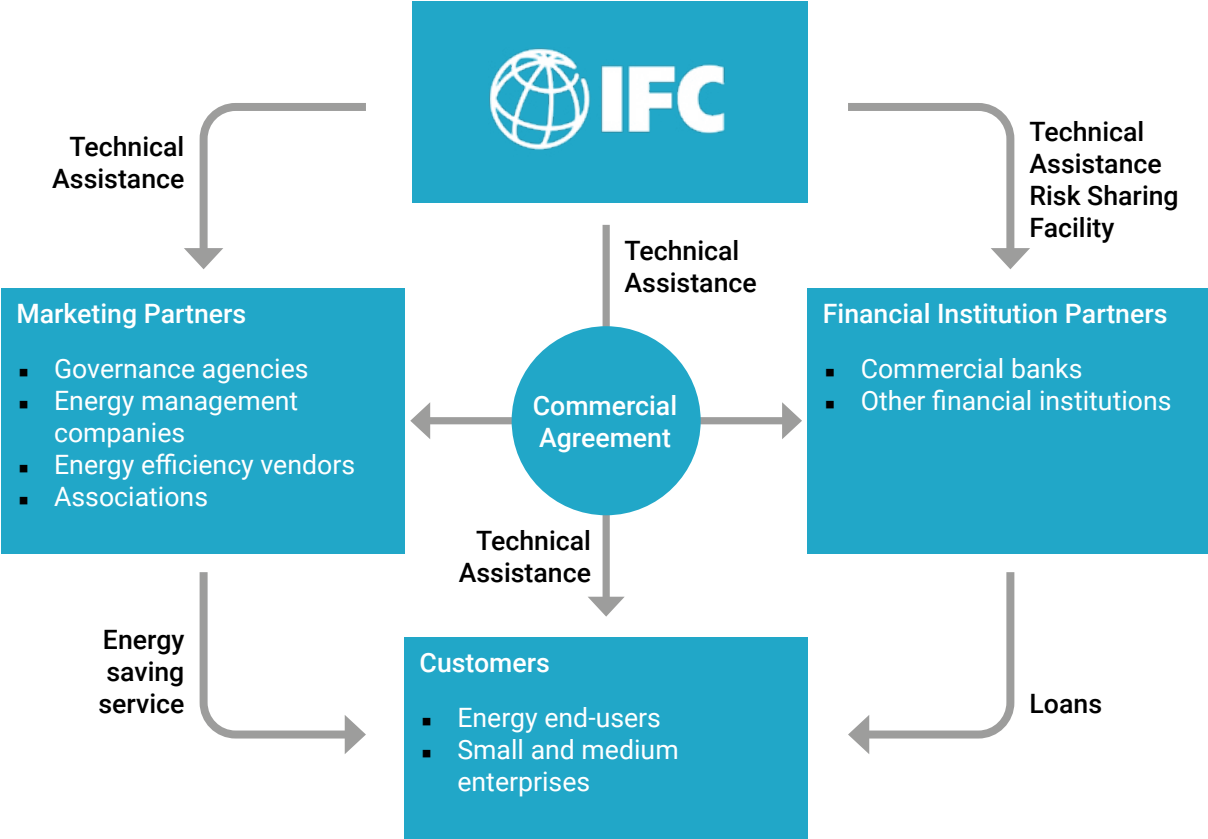 IFC
Technical
Assistance
Technical
Assistance
Risk Sharing
Facility
Technical
Assistance
Marketing Partners
▪ Governance agencies
▪ Energy management
companies
▪ Energy efficiency vendors
▪ Associations
Commercial
Agreement
Financial Institution Partners
▪ Commercial banks
▪ Other financial institutions
Technical
Assistance
Energy
saving
service
Customers
▪ Energy end-users
▪ Small and medium
enterprises
Loans